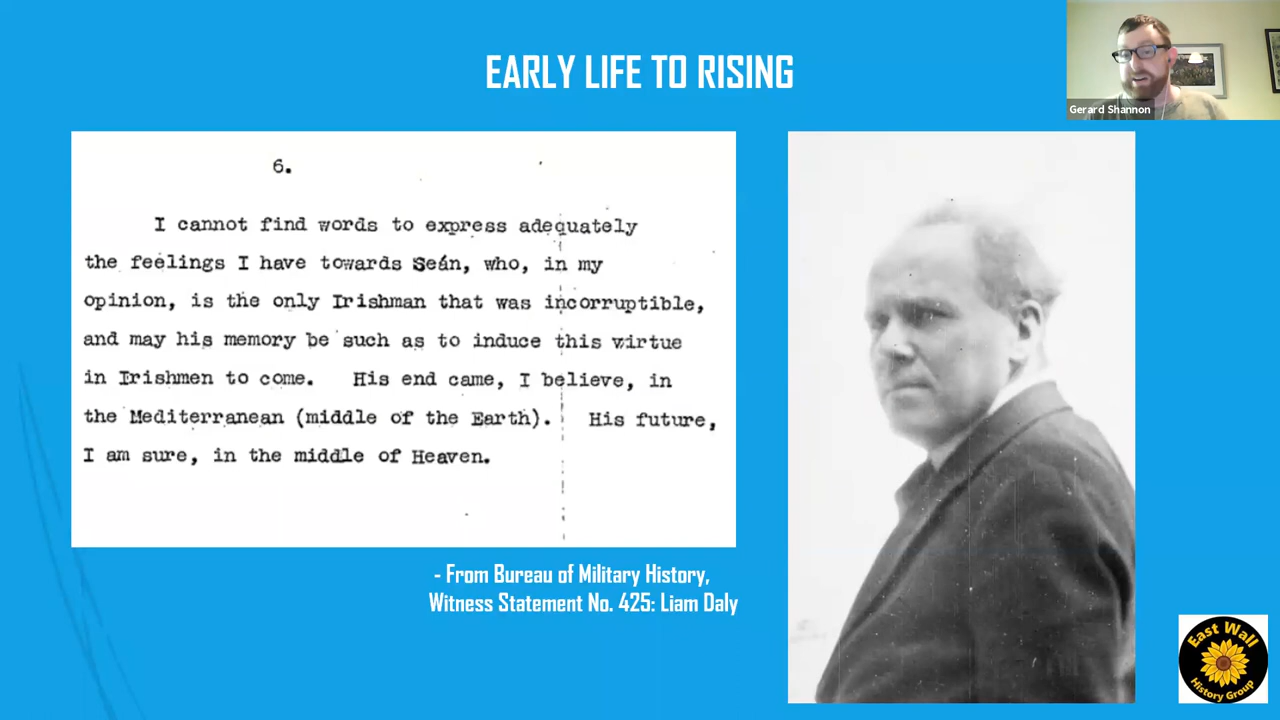 EARLY LIFE TO RISING
Gerard Shannon
6.
I cannot find words to express adequately
the feelings I have towards Seán, who, in my
opinion, is the only Irishman that was incorruptible,
and may his memory be such as to induce this virtue
in Irishmen to come. His end came, I believe, in
the Mediterranean (middle of the Earth). His future,
I am sure, in the middle of Heaven.
- From Bureau of Military History,
Witness Statement No. 425: Liam Daly
East Wall
History Group